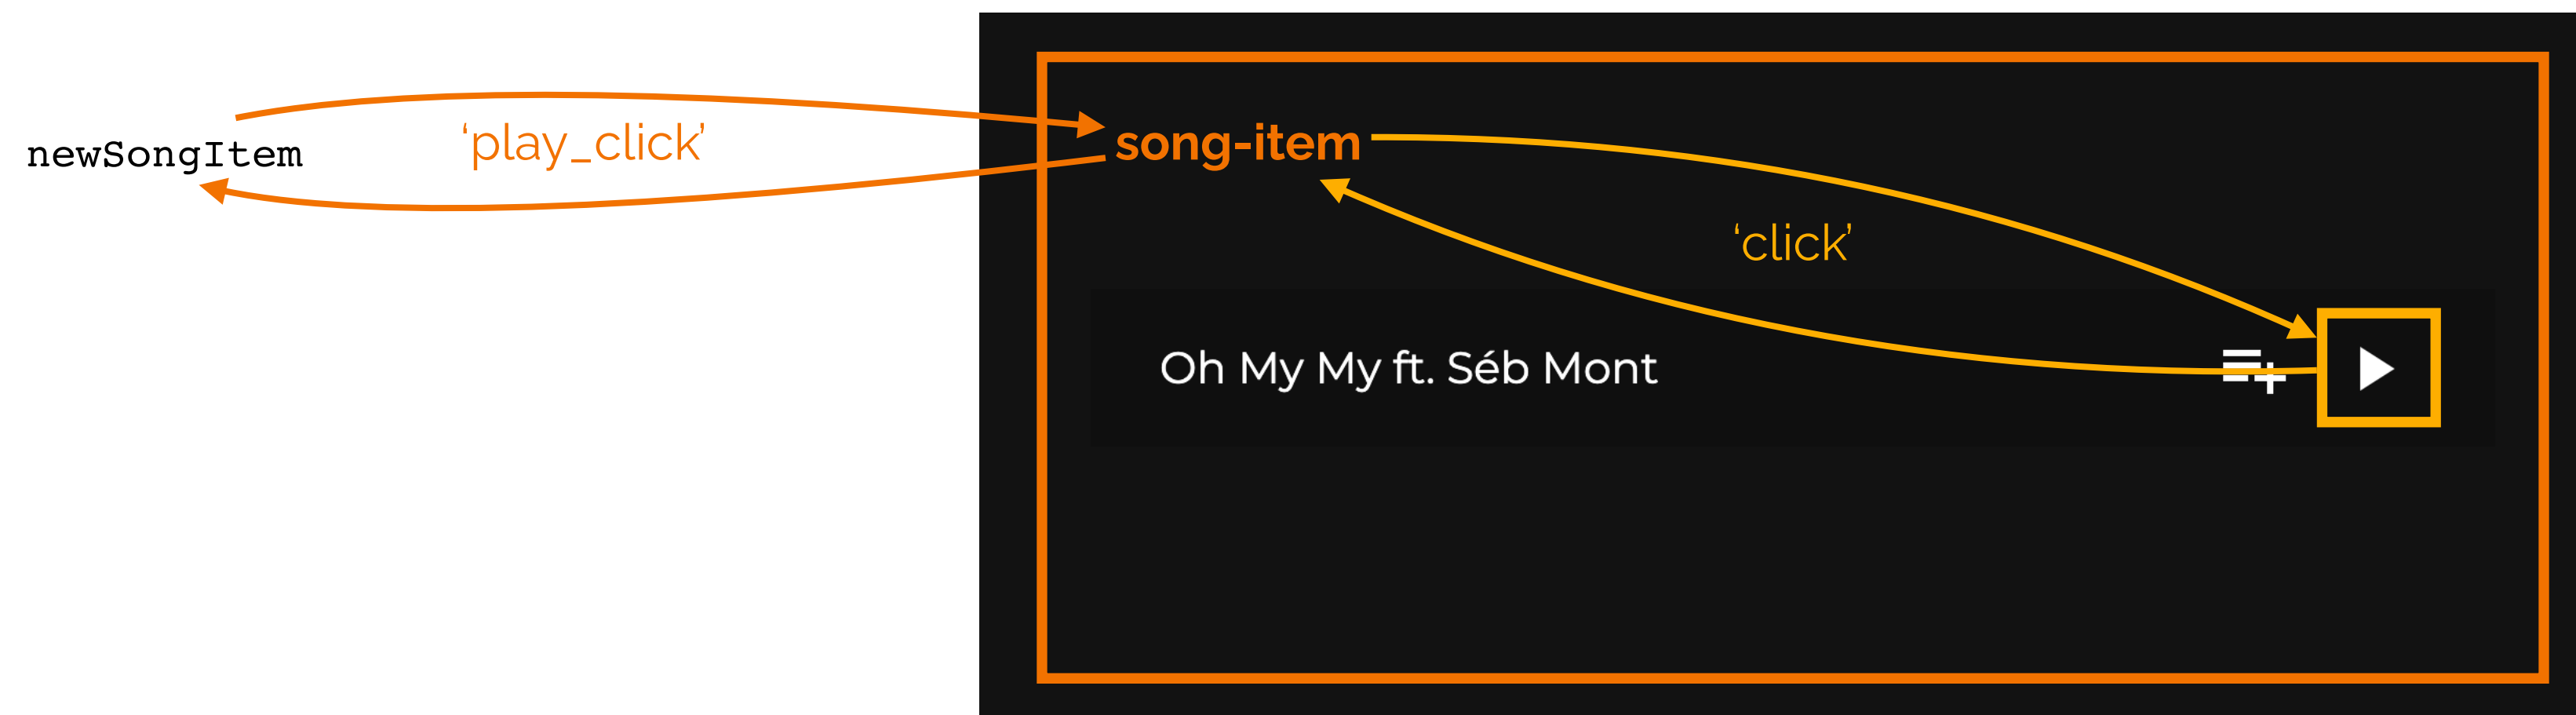 newSongItem
‘play_click’
song-item
‘click’
Oh My My ft. Séb Mont